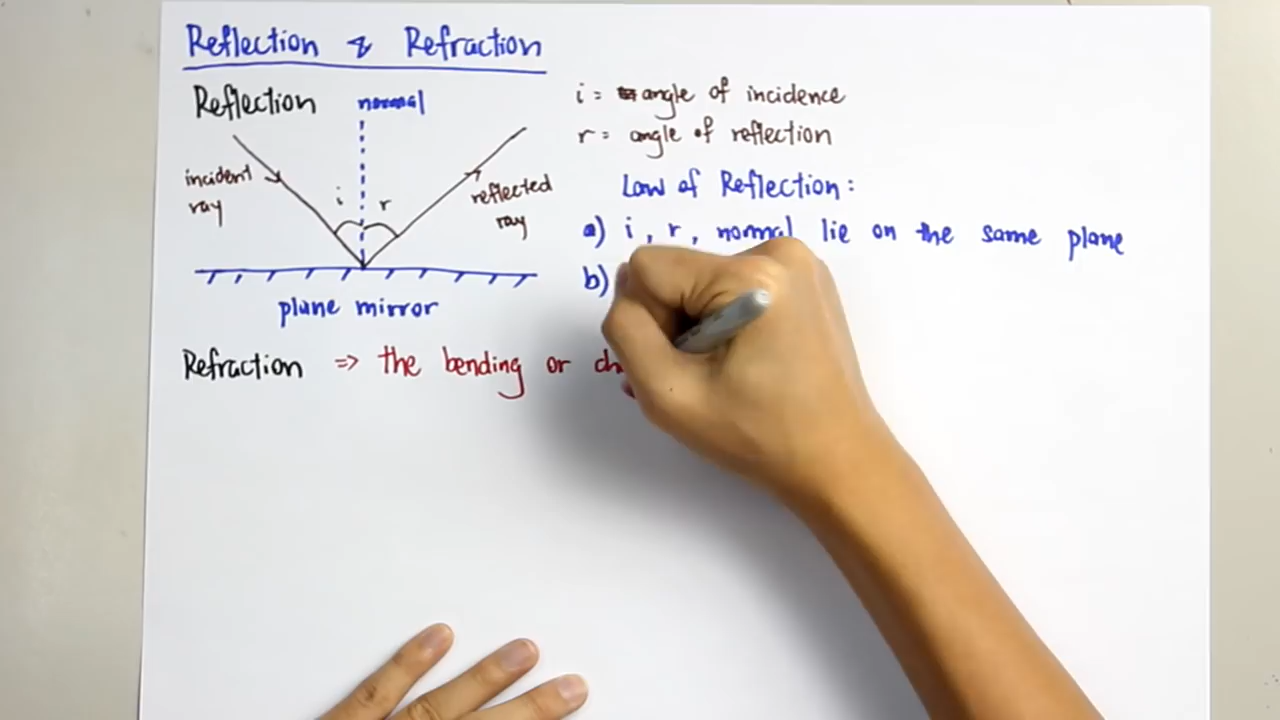 Reflection & Refraction
Reflection
normal
incident
ray
i
r
reflected
ray
plane mirror
i = angle of incidence
r = angle of reflection
Law of Reflection:
a) i, r, normal lie on the same plane
b)
Refraction => the bending or